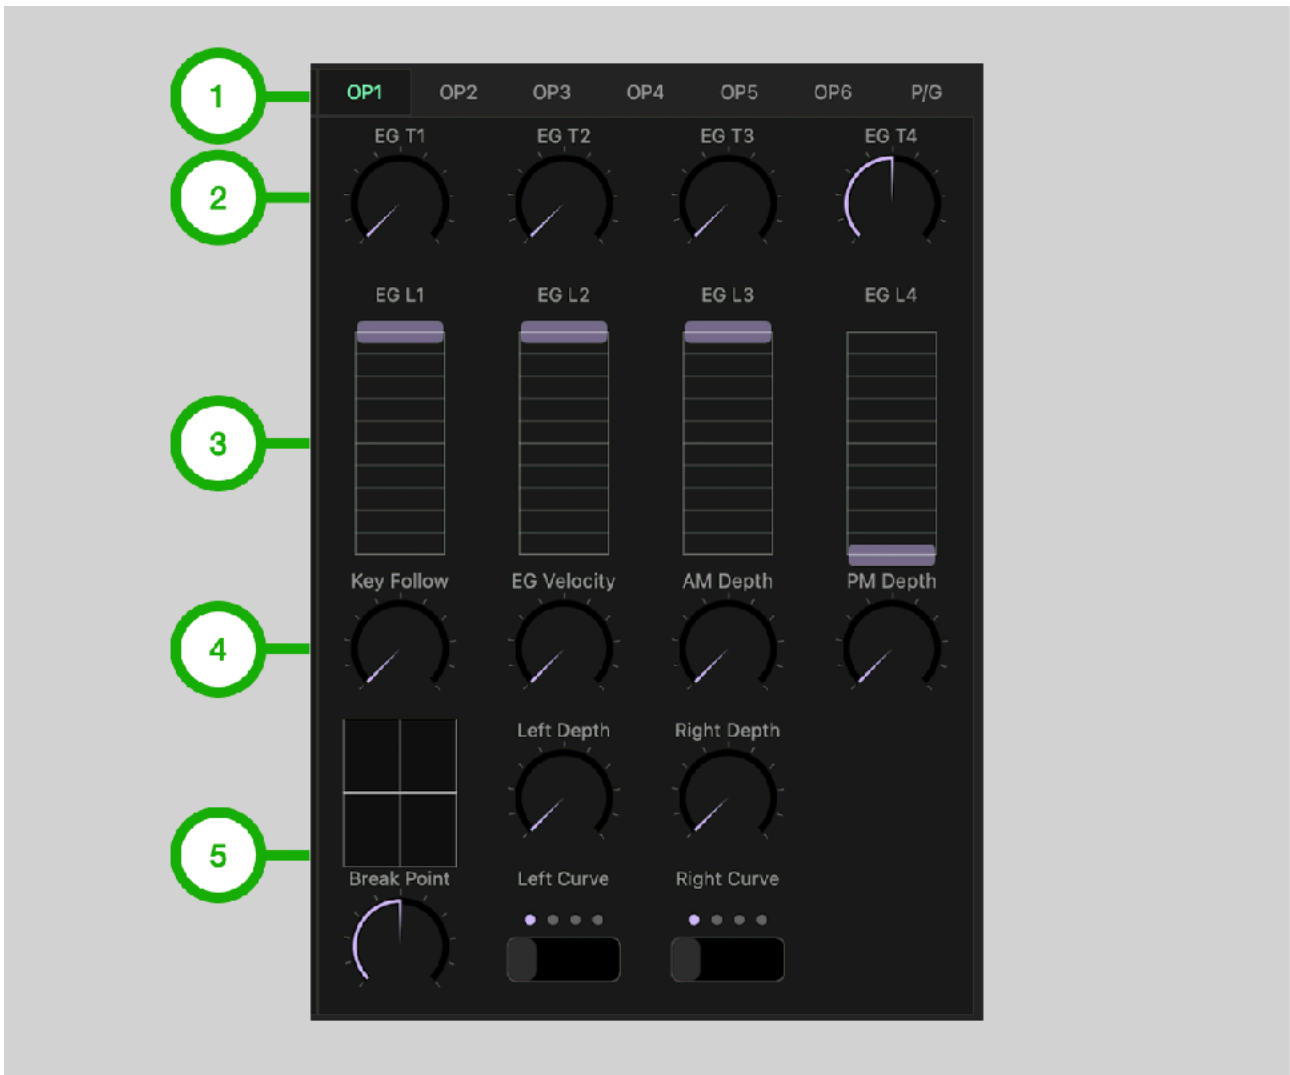 1
OP1 OP2 OP3 OP4 OP5 OP6 P/G
EG T1 EG T2 EG T3 EG T4
2
EG L1 EG L2 EG L3 EG L4
3
Key Follow EG Velocity AM Depth PM Depth
4
Left Depth Right Depth
5
Break Point Left Curve Right Curve